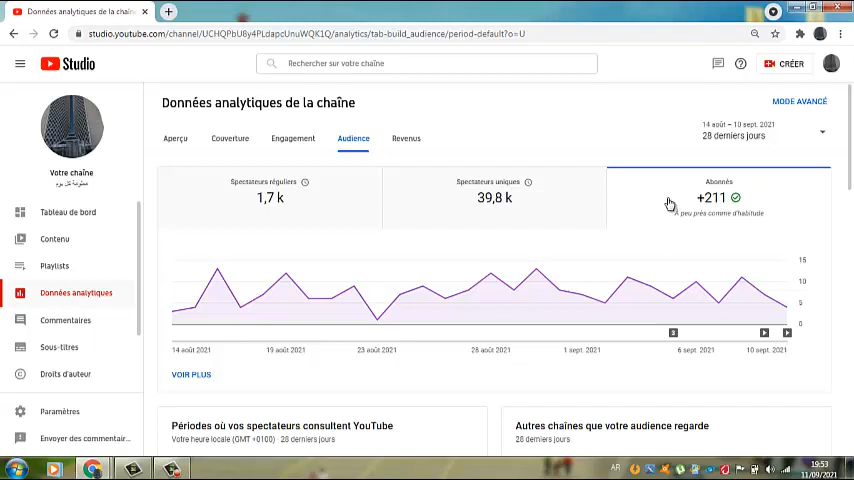 Données analytiques de la chaîne
studio.youtube.com/channel/UCHQPbU8y4PLdapcUnuWQK1Q/analytics/tab-build_audience/period-default?o=U
Studio
Rechercher sur votre chaîne
CRÉER
Votre chaîne
معلومة كل يوم
Tableau de bord
Contenu
Playlists
Données analytiques
Commentaires
Sous-titres
Droits d'auteur
Paramètres
Envoyer des commentair...
Données analytiques de la chaîne
MODE AVANCÉ
Aperçu
Couverture
Engagement
Audience
Revenus
14 août – 10 sept. 2021
28 derniers jours
Spectateurs réguliers
1,7 k
Spectateurs uniques
39,8 k
Abonnés
+211
À peu près comme d'habitude
15
10
5
0
3
14 août 2021
19 août 2021
23 août 2021
28 août 2021
1 sept. 2021
6 sept. 2021
10 sept. 2021
VOIR PLUS
Périodes où vos spectateurs consultent YouTube
Votre heure locale (GMT +0100) · 28 derniers jours
Autres chaînes que votre audience regarde
28 derniers jours
AR
19:53
11/09/2021